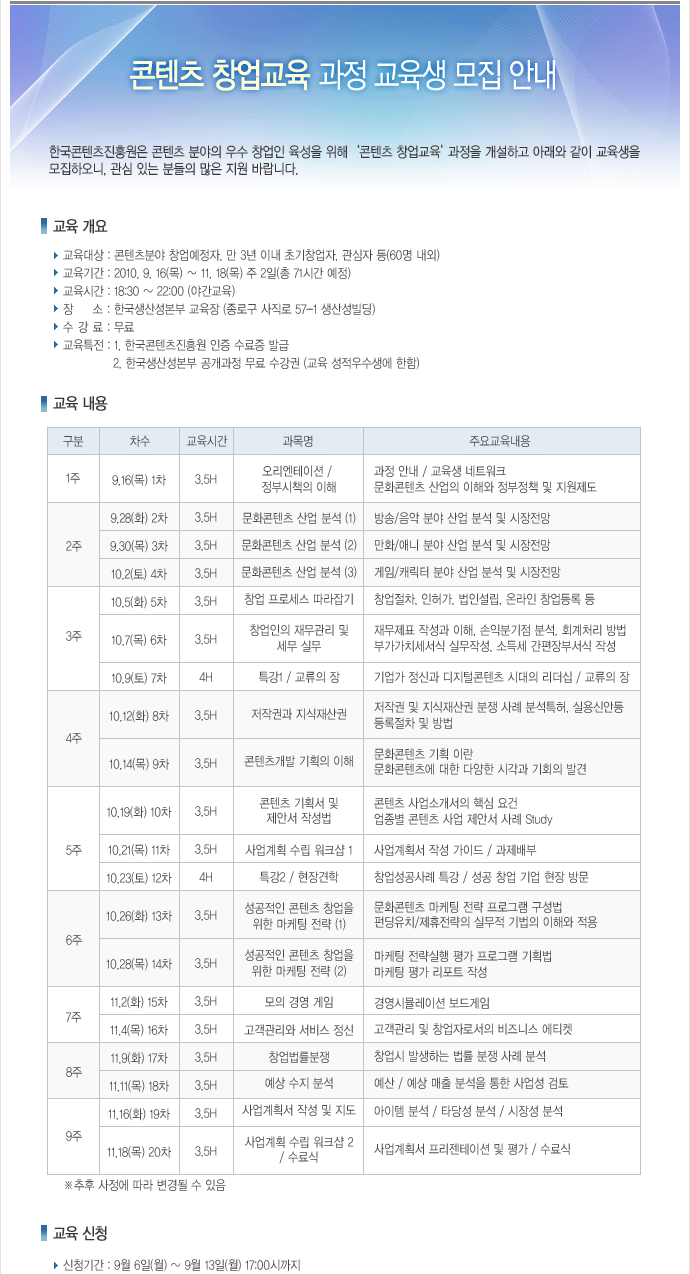 콘텐츠 창업교육 과정 교육생 모집 안내
한국콘텐츠진흥원은 콘텐츠 분야의 우수 창업인 육성을 위해 ‘콘텐츠 창업교육’ 과정을 개설하고 아래와 같이 교육생을
모집하오니, 관심 있는 분들의 많은 지원 바랍니다.
교육 개요
교육대상 : 콘텐츠분야 창업예정자, 만 3년 이내 초기창업자, 관심자 등(60명 내외)
교육기간 : 2010. 9. 16(목) ~ 11. 18(목) 주 2일(총 71시간 예정)
교육시간 : 18:30 ~ 22:00 (야간교육)
장 소 : 한국생산성본부 교육장 (종로구 사직로 57-1 생산성빌딩)
수 강 료 : 무료
교육특전 : 1. 한국콘텐츠진흥원 인증 수료증 발급
2. 한국생산성본부 공개과정 무료 수강권 (교육 성적우수생에 한함)
교육 내용
구분 차수 교육시간 과목명 주요교육내용
1주 9.16(목) 1차 3.5H 오리엔테이션 / 정부시책의 이해 과정 안내 / 교육생 네트워크
문화콘텐츠 산업의 이해와 정부정책 및 지원제도
2주 9.28(화) 2차 3.5H 문화콘텐츠 산업 분석 (1) 방송/음악 분야 산업 분석 및 시장전망
9.30(목) 3차 3.5H 문화콘텐츠 산업 분석 (2) 만화/애니 분야 산업 분석 및 시장전망
10.2(토) 4차 3.5H 문화콘텐츠 산업 분석 (3) 게임/캐릭터 분야 산업 분석 및 시장전망
3주 10.5(화) 5차 3.5H 창업 프로세스 따라잡기 창업절차, 인허가, 법인설립, 온라인 창업등록 등
10.7(목) 6차 3.5H 창업인의 재무관리 및 세무 실무 재무제표 작성과 이해, 손익분기점 분석, 회계처리 방법
부가가치세서식 실무작성, 소득세 간편장부서식 작성
10.9(토) 7차 4H 특강1 / 교류의 장 기업가 정신과 디지털콘텐츠 시대의 리더십 / 교류의 장
4주 10.12(화) 8차 3.5H 저작권과 지식재산권 저작권 및 지식재산권 분쟁 사례 분석특허, 실용신안등
등록절차 및 방법
10.14(목) 9차 3.5H 콘텐츠개발 기획의 이해 문화콘텐츠 기획 이란
문화콘텐츠에 대한 다양한 시각과 기회의 발견
5주 10.19(화) 10차 3.5H 콘텐츠 기획서 및 제안서 작성법 콘텐츠 사업소개서의 핵심 요건
업종별 콘텐츠 사업 제안서 사례 Study
10.21(목) 11차 3.5H 사업계획 수립 워크샵 1 사업계획서 작성 가이드 / 과제배부
10.23(토) 12차 4H 특강2 / 현장견학 창업성공사례 특강 / 성공 창업 기업 현장 방문
6주 10.26(화) 13차 3.5H 성공적인 콘텐츠 창업을 위한 마케팅 전략 (1) 문화콘텐츠 마케팅 전략 프로그램 구성법
펀딩유치/제휴전략의 실무적 기법의 이해와 적용
10.28(목) 14차 3.5H 성공적인 콘텐츠 창업을 위한 마케팅 전략 (2) 마케팅 전략실행 평가 프로그램 기획법
마케팅 평가 리포트 작성
7주 11.2(화) 15차 3.5H 모의 경영 게임 경영시뮬레이션 보드게임
11.4(목) 16차 3.5H 고객관리와 서비스 정신 고객관리 및 창업자로서의 비즈니스 에티켓
8주 11.9(화) 17차 3.5H 창업법률분쟁 창업시 발생하는 법률 분쟁 사례 분석
11.11(목) 18차 3.5H 예상 수지 분석 예산 / 예상 매출 분석을 통한 사업성 검토
9주 11.16(화) 19차 3.5H 사업계획서 작성 및 지도 아이템 분석 / 타당성 분석 / 시장성 분석
11.18(목) 20차 3.5H 사업계획 수립 워크샵 2 / 수료식 사업계획서 프리젠테이션 및 평가 / 수료식
※추후 사정에 따라 변경될 수 있음
교육 신청
신청기간 : 9월 6일(월) ~ 9월 13일(월) 17:00시까지